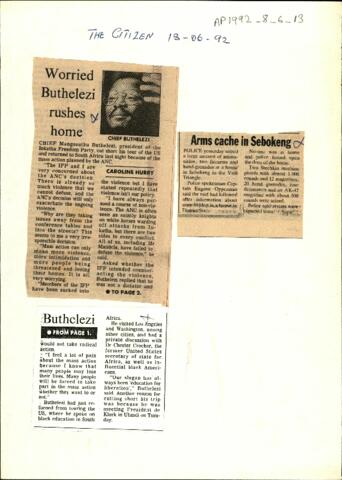 AP1992_8_6_13
THE CITIZEN 13-06-92
Worried
Buthelezi
rushes
home
CHIEF BUTHELEZI
CHIEF Mangosuthu Buthelezi, president of the
Inkatha Freedom Party, cut short his tour of the US
and returned to South Africa last night because of the
mass action planned by the ANC.
"The IFP and I are
very concerned about
the ANC's decision.
There is already so
much violence that we
cannot defuse, and the
ANC's decision will only
exacerbate the ongoing
violence.
"Why are they taking
issues away from the
conference tables and
into the streets? This
seems to me a very irre-
sponsible decision.
"Mass action can only
mean more violence,
more intimidation and
more people being
threatened and losing
their homes. It is all
very worrying.
"Members of the IFP
have been sucked into
CAROLINE HURRY
the violence but I have
stated repeatedly that
violence isn't our policy.
"I have always per-
sued a course of non-vio-
lence. The ANC is often
seen as saintly knights
on white horses warding
off attacks from In-
katha, but there are two
sides to every conflict.
All of us, including Mr
Mandela, have failed to
defuse the violence," he
said.
Asked whether the
IFP intended counter-
acting the violence,
Buthelezi replied that he
was not a dictator and
● TO PAGE 2.
Buthelezi
● FROM PAGE 1.
would not take radical
action.
"I feel a lot of pain
about the mass action
because I know that
many people may lose
their lives. Many people
will be forced to take
part in the mass action
whether they want to or
not."
Buthelezi had just re-
turned from touring the
US, where he spoke on
black education in South
Africa.
He visited Los Angeles
and Washington, among
other cities, and had a
private discussion with
Dr Chester Crocker, the
former United States
secretary of state for
Africa, as well as in-
fluential black Ameri-
cans.
"Our slogan has al-
ways been 'education for
liberation'," Buthelezi
said. Another reason for
cutting short his trip
was because he was
meeting President de
Klerk in Ulundi on Tues-
day.
Arms cache in Sebokeng
POLICE yesterday seized
a large amount of ammu-
nition, two firearms and
hand grenades at a house
in Sebokeng in the Vaal
Triangle.
Police spokesman Cap-
tain Eugene Opperman
said the raid had followed
after information about
No-one was at home
and police forced open
the door of the house.
Two Stechkin machine
pistols with almost 1 000
rounds and 12 magazines,
20 hand grenades, four
detonators and an AK-47
magazine with about 500
rounds were seized.